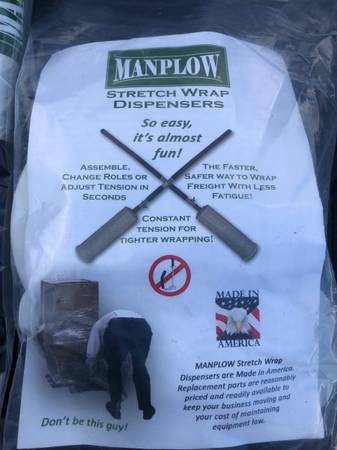 MANPLOW
STRETCH WRAP
DISPENSERS
So easy,
it's almost
fun!
ASSEMBLE,
CHANGE ROLES OR
ADJUST TENSION IN
SECONDS
THE FASTER,
SAFER WAY TO WRAP
FREIGHT WITH LESS
FATIGUE!
CONSTANT
TENSION FOR
TIGHTER WRAPPING!
MADE IN
AMERICA
MANPLOW Stretch Wrap
Dispensers are Made in America.
Replacement parts are reasonably
priced and readily available to
keep your business moving and
your cost of maintaining
equipment low.
Don't be this guy!